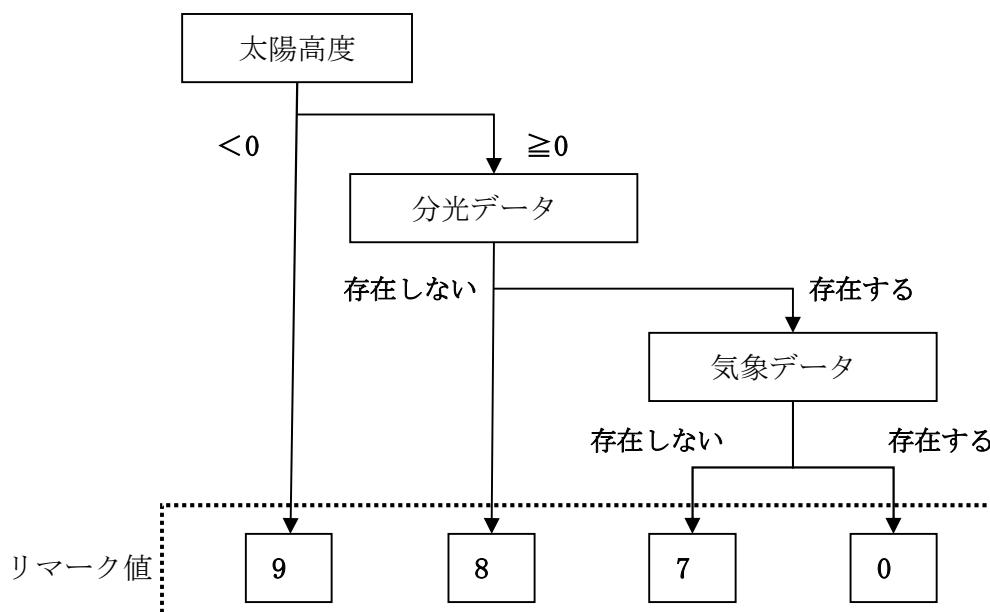 太陽高度
＜0
≧0
分光データ
存在しない
存在する
気象データ
存在しない
存在する
リマーク値
9
8
7
0